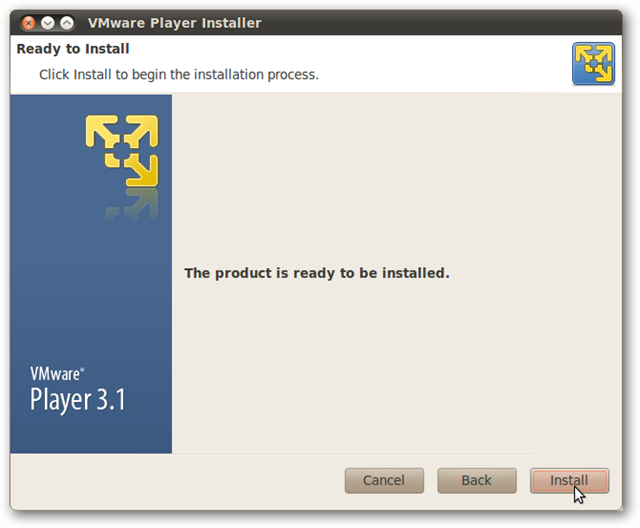 VMware Player Installer
Ready to Install
Click Install to begin the installation process.
The product is ready to be installed.
VMware®
Player 3.1
Cancel
Back
Install